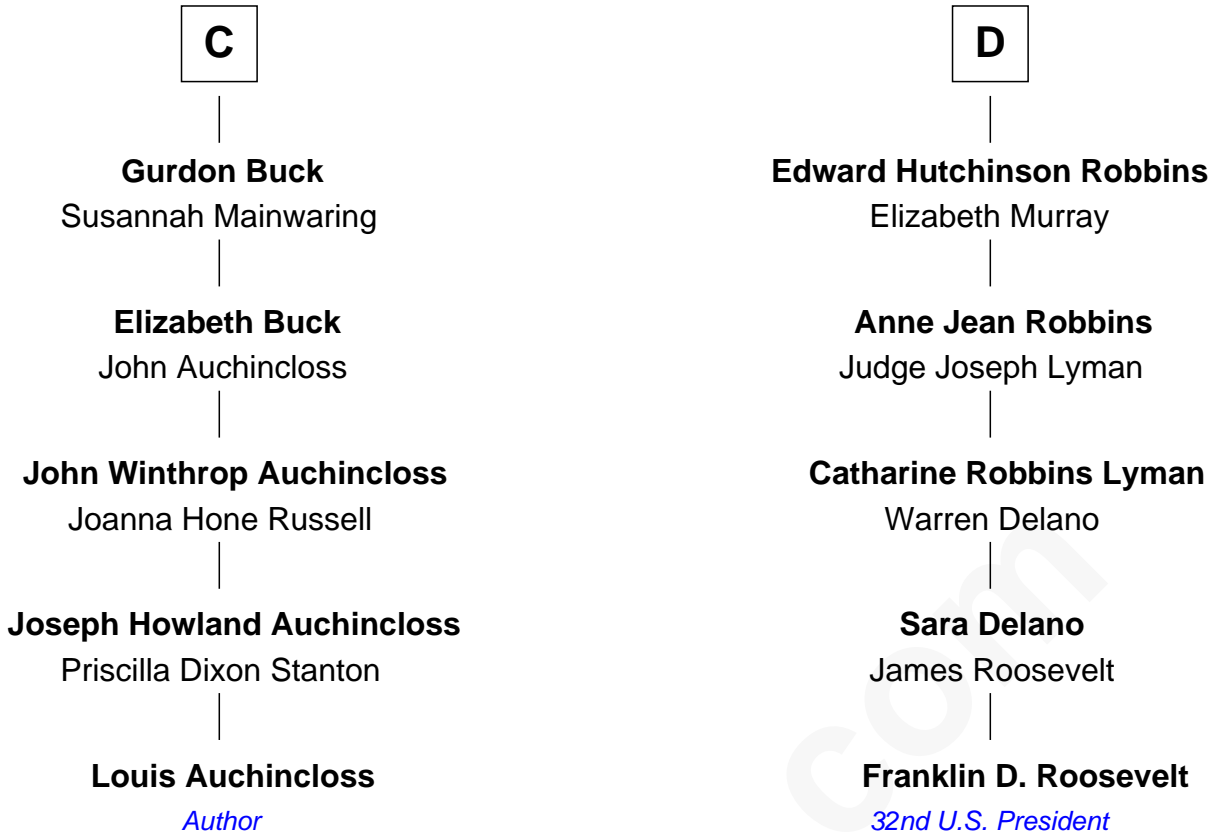 C
Gurdon Buck
Susannah Mainwaring
Elizabeth Buck
John Auchincloss
John Winthrop Auchincloss
Joanna Hone Russell
Joseph Howland Auchincloss
Priscilla Dixon Stanton
Louis Auchincloss
Author
D
Edward Hutchinson Robbins
Elizabeth Murray
Anne Jean Robbins
Judge Joseph Lyman
Catharine Robbins Lyman
Warren Delano
Sara Delano
James Roosevelt
Franklin D. Roosevelt
32nd U.S. President
com